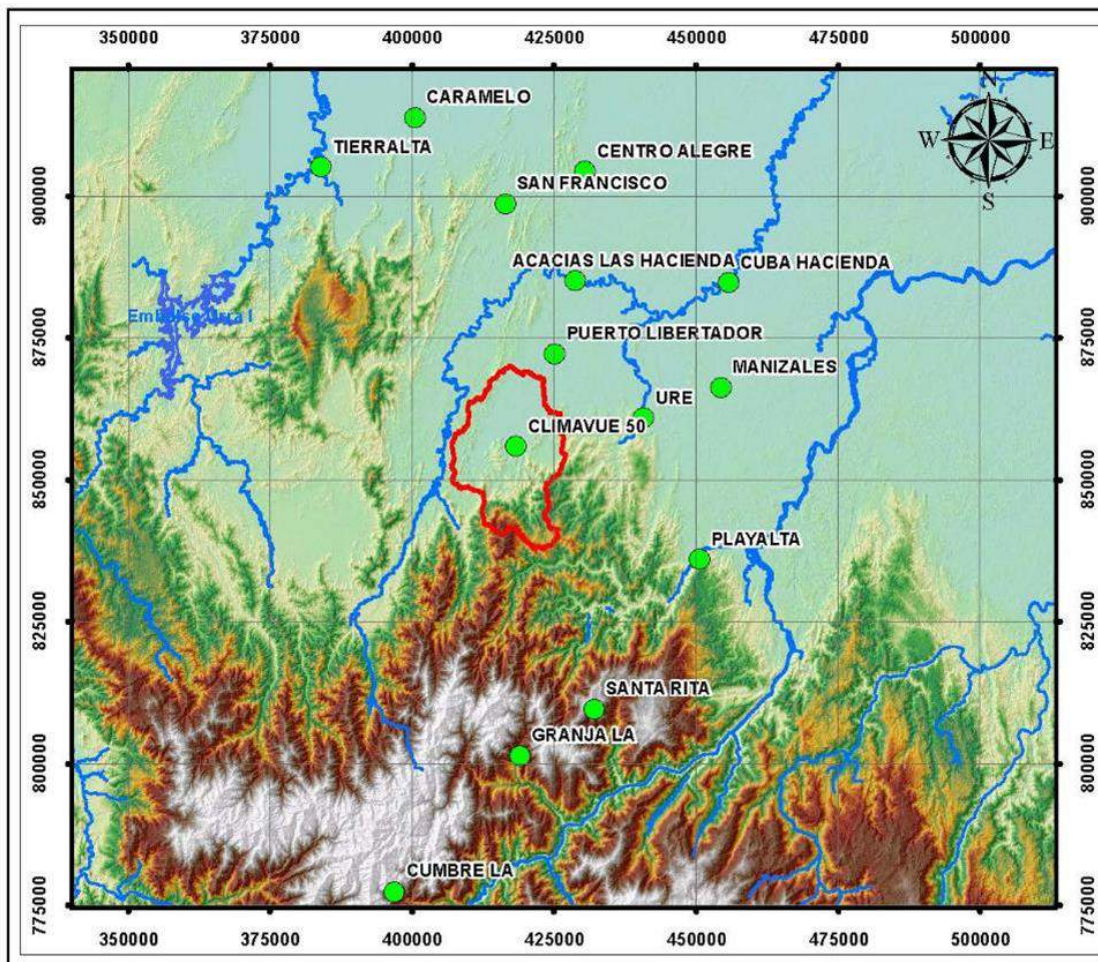 350000 375000 400000 425000 450000 475000 500000
N
W E
S
CARAMELO
TIERRALTA
CENTRO ALEGRE
SAN FRANCISCO
900000 900000
ACACIAS LAS HACIENDA
CUBA HACIENDA
875000 875000
PUERTO LIBERTADOR
MANIZALES
URE
CLIMAVUE 50
850000 850000
PLAYALTA
825000 825000
SANTA RITA
GRANJA LA
800000 800000
CUMBRE LA
775000 775000
350000 375000 400000 425000 450000 475000 500000